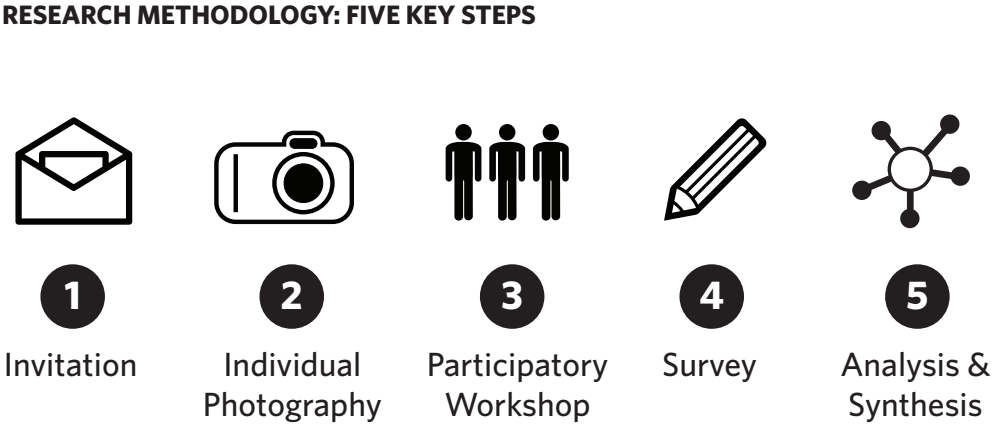 RESEARCH METHODOLOGY: FIVE KEY STEPS
1
2
3
4
5
Invitation
Individual
Photography
Participatory
Workshop
Survey
Analysis &
Synthesis